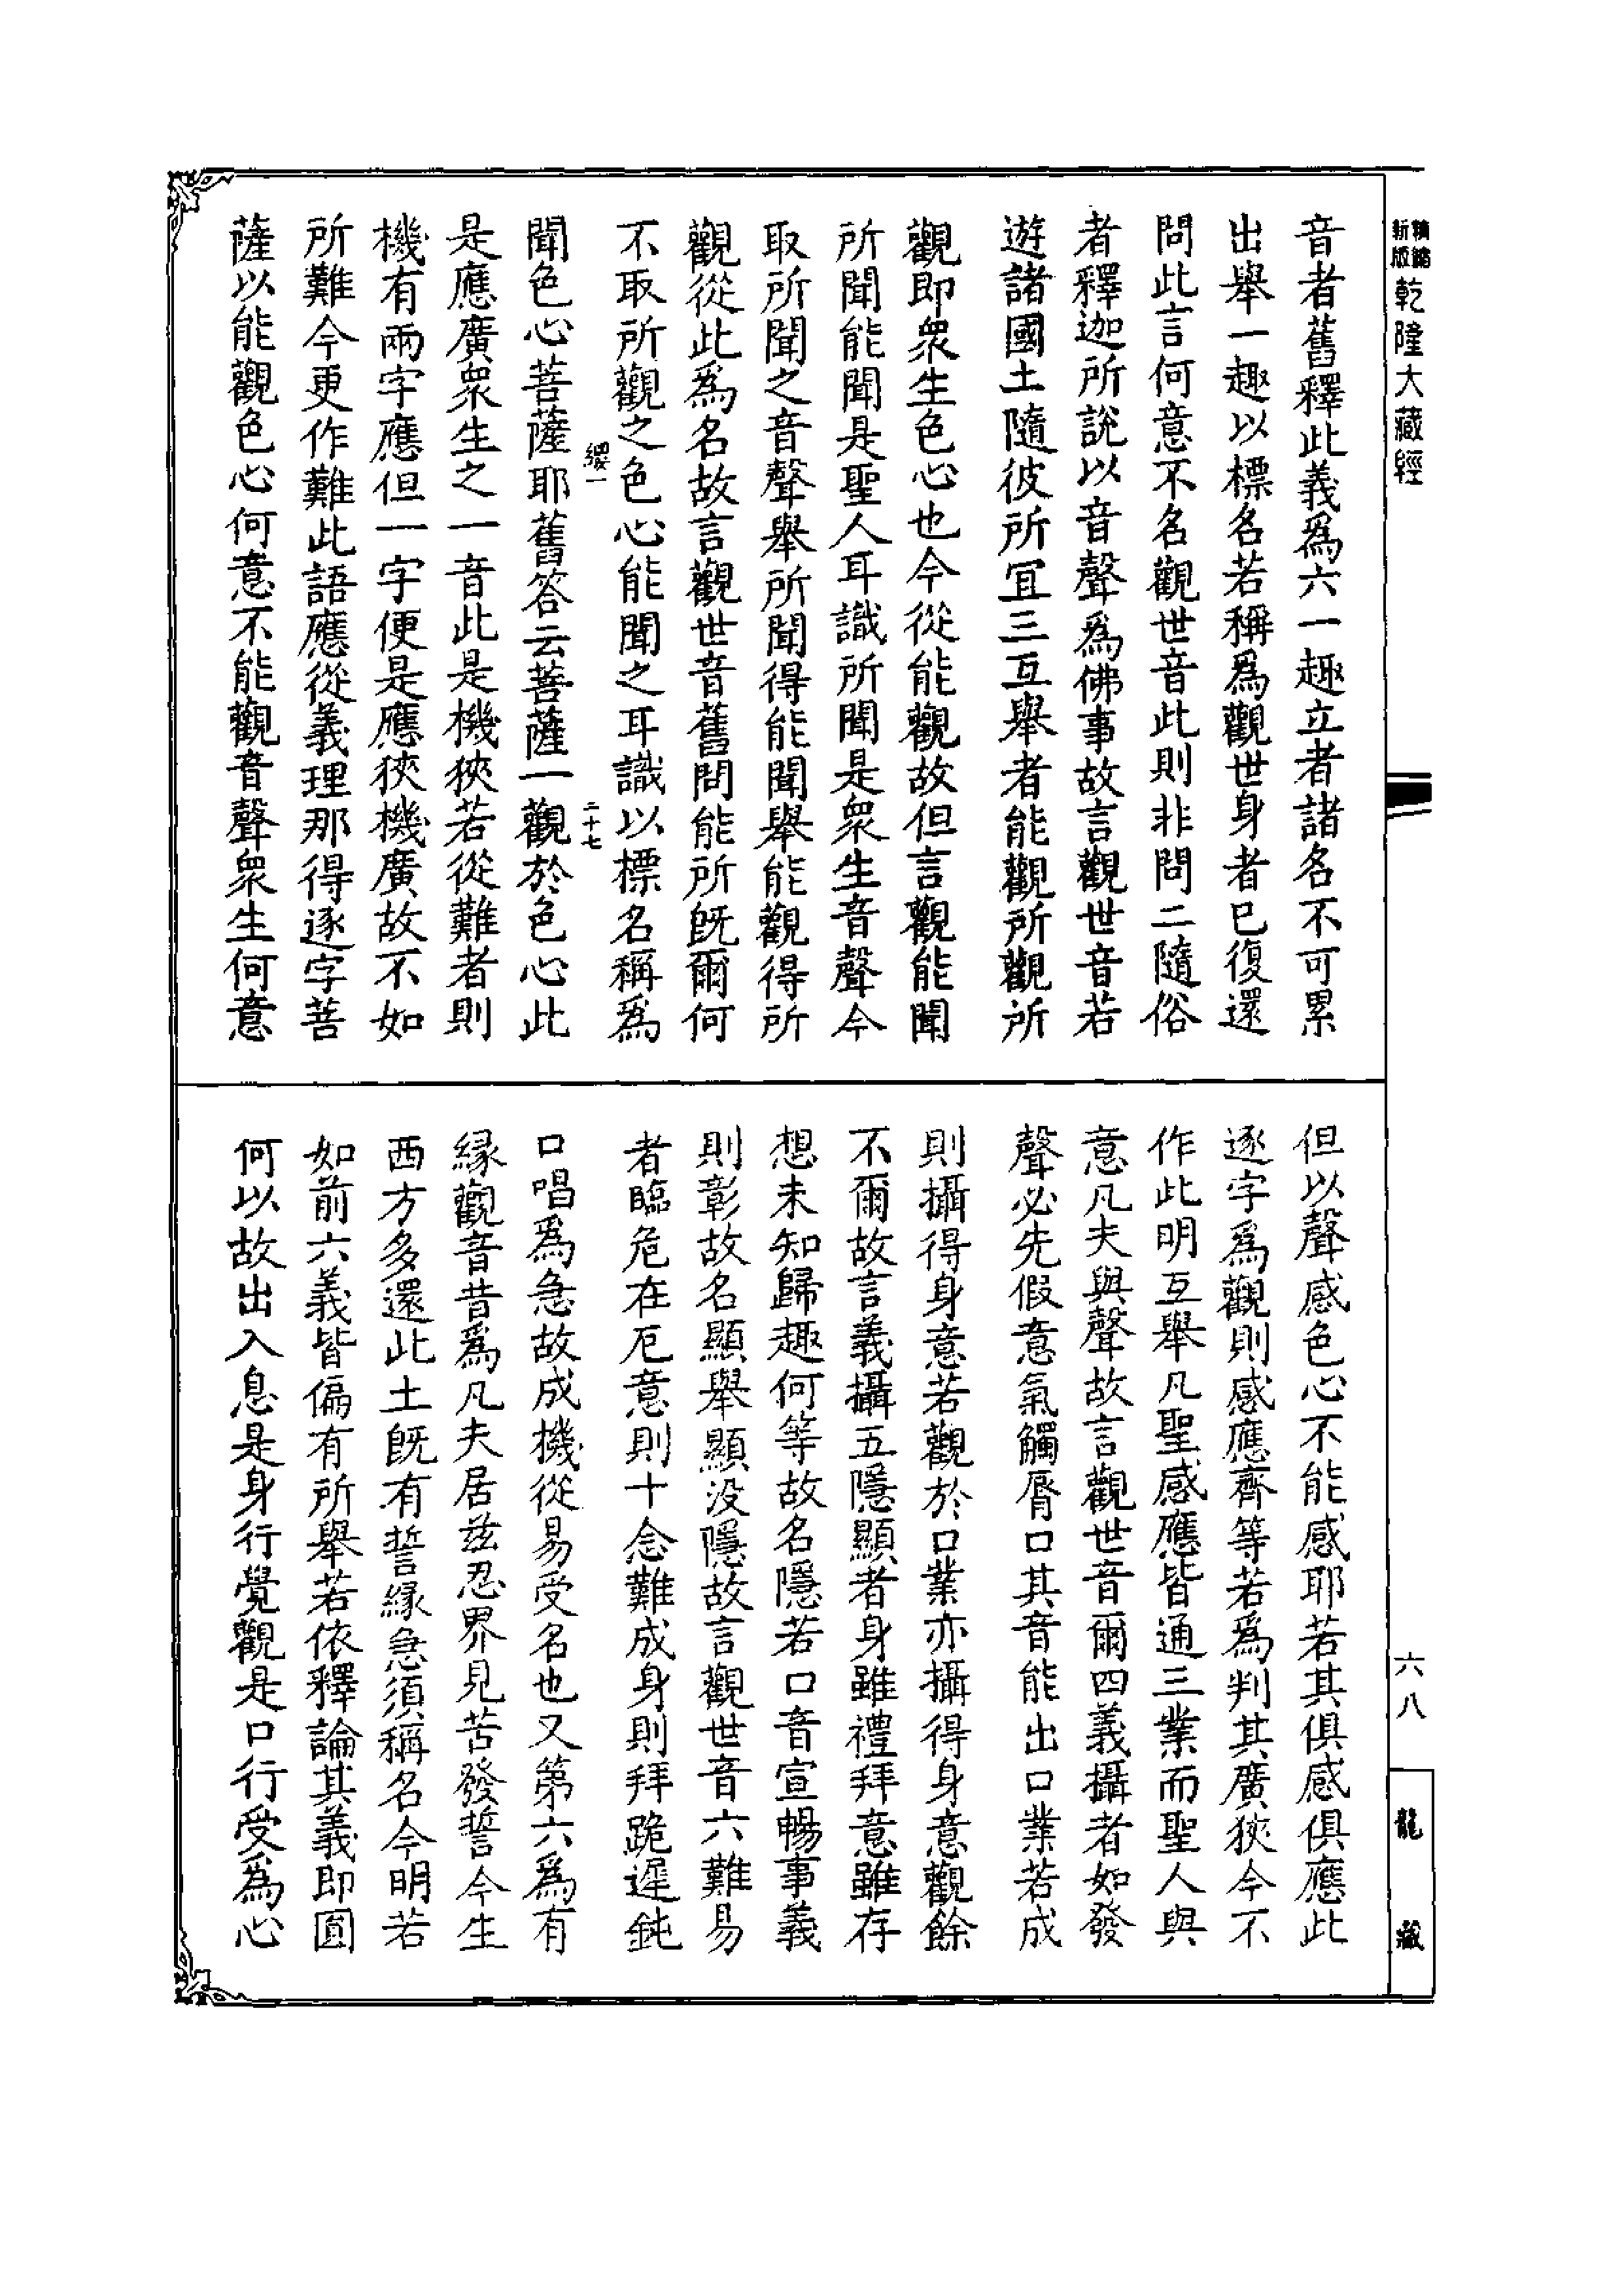 新版
精縮
乾隆大藏經
六八
龍藏
音者舊釋此義爲六一趣立者諸名不可累
出舉一趣以標名若稱爲觀世身者已復還
問此言何意不名觀世音此則非問二隨俗
者釋迦所說以音聲爲佛事故言觀世音若
遊諸國土隨彼所宜三互舉者能觀所觀所
觀即衆生色心也今從能觀故但言觀能聞
所聞能聞是聖人耳識所聞是衆生音聲今
取所聞之音聲舉所聞得能聞舉能觀得所
觀從此爲名故言觀世音舊問能所旣爾何
不取所觀之色心能聞之耳識以標名稱爲
纓一
二十七
聞色心菩薩耶舊答云菩薩一觀於色心此
是應廣衆生之一音此是機狹若從難者則
機有兩字應但一字便是應狹機廣故不如
所難今更作難此語應從義理那得逐字菩
薩以能觀色心何意不能觀音聲衆生何意
但以聲感色心不能感耶若其俱感俱應此
逐字爲觀則感應齊等若爲判其廣狹今不
作此明互舉凡聖感應皆通三業而聖人與
意凡夫與聲故言觀世音爾四義攝者如發
聲必先假意氣觸脣口其音能出口業若成
則攝得身意若觀於口業亦攝得身意觀餘
不爾故言義攝五隱顯者身雖禮拜意雖存
想未知歸趣何等故名隱若口音宣暢事義
則彰故名顯舉顯没隱故言觀世音六難易
者臨危在厄意則十念難成身則拜跪遲鈍
口唱爲急故成機從易受名也又第六爲有
緣觀音昔爲凡夫居兹忍界見苦發誓今生
西方多還此土旣有誓緣急須稱名今明若
如前六義皆偏有所舉若依釋論其義即圓
何以故出入息是身行覺觀是口行受爲心